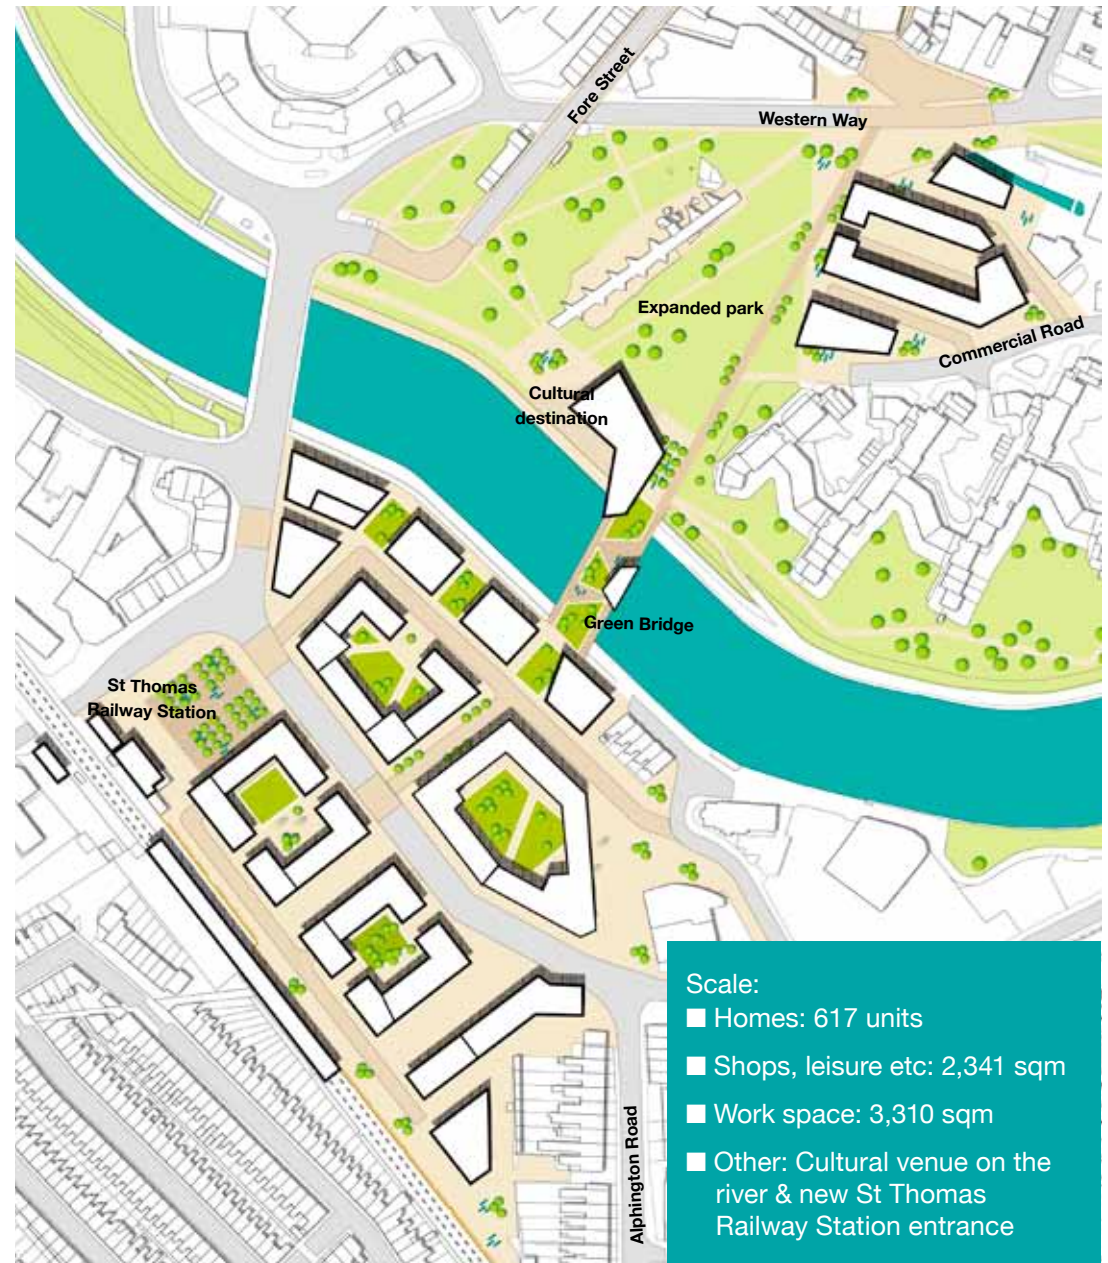 Fore Street
Western Way
Expanded park
Commercial Road
Cultural
destination
Green Bridge
St Thomas
Railway Station
Alphington Road
Scale:
■ Homes: 617 units
■ Shops, leisure etc: 2,341 sqm
■ Work space: 3,310 sqm
■ Other: Cultural venue on the
river & new St Thomas
Railway Station entrance